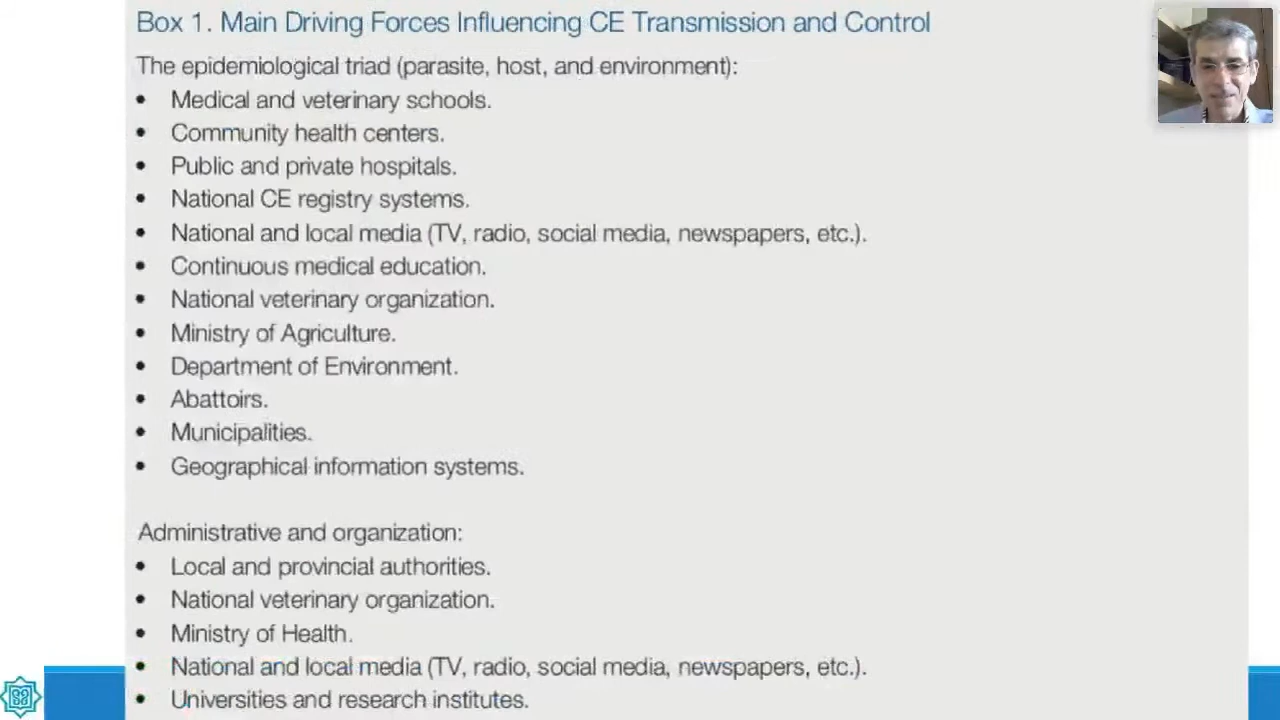 Box 1. Main Driving Forces Influencing CE Transmission and Control
The epidemiological triad (parasite, host, and environment):
• Medical and veterinary schools.
• Community health centers.
• Public and private hospitals.
• National CE registry systems.
• National and local media (TV, radio, social media, newspapers, etc.).
• Continuous medical education.
• National veterinary organization.
• Ministry of Agriculture.
• Department of Environment.
• Abattoirs.
• Municipalities.
• Geographical information systems.
Administrative and organization:
• Local and provincial authorities.
• National veterinary organization.
• Ministry of Health.
• National and local media (TV, radio, social media, newspapers, etc.).
• Universities and research institutes.